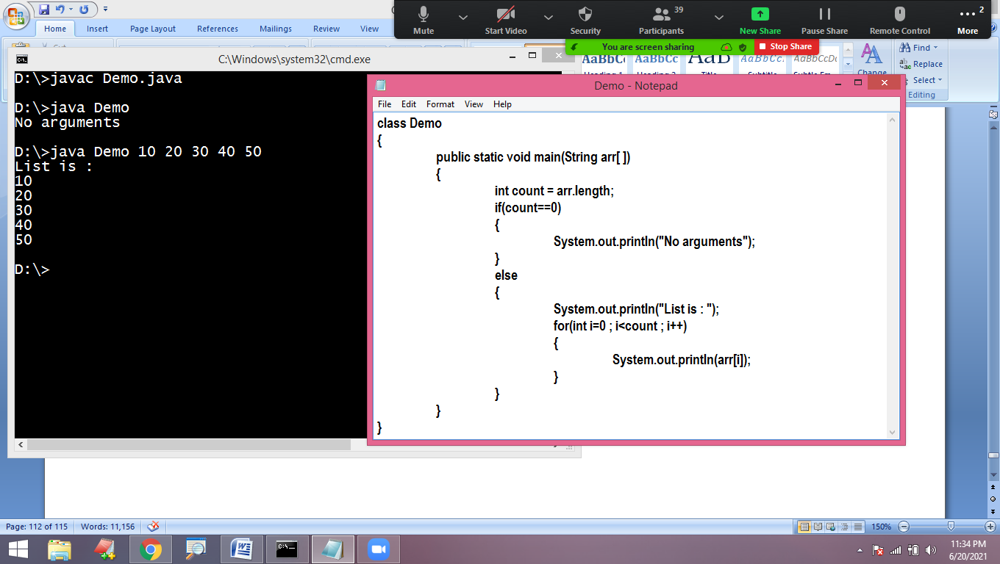 39
2
Mute
Start Video
Security
Participants
New Share
Pause Share
Remote Control
More
You are screen sharing
Stop Share
Home
Insert
Page Layout
References
Mailings
Review
View
Cut
Title
Change
Find
Replace
Select
Editing
C:\Windows\system32\cmd.exe
D:\>javac Demo.java
D:\>java Demo
No arguments
D:\>java Demo 10 20 30 40 50
List is :
10
20
30
40
50
D:\>
Demo - Notepad
File Edit Format View Help
class Demo
{
public static void main(String arr[ ])
{
int count = arr.length;
if(count==0)
{
System.out.println("No arguments");
}
else
{
System.out.println("List is : ");
for(int i=0 ; i<count ; i++)
{
System.out.println(arr[i]);
}
}
}
}
Page: 112 of 115
Words: 11,156
150%
11:34 PM
6/20/2021